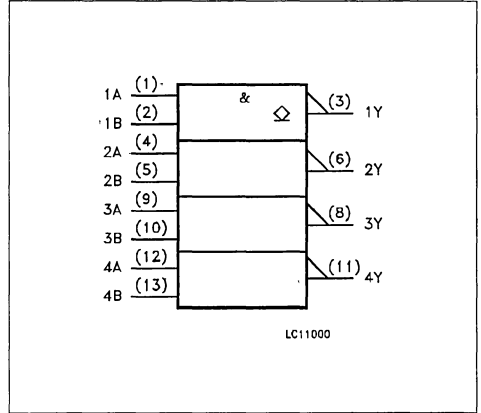 1A (1)
&
(3) 1Y
1B (2)
2A (4)
(6) 2Y
2B (5)
3A (9)
(8) 3Y
3B (10)
4A (12)
(11) 4Y
4B (13)
LC11000